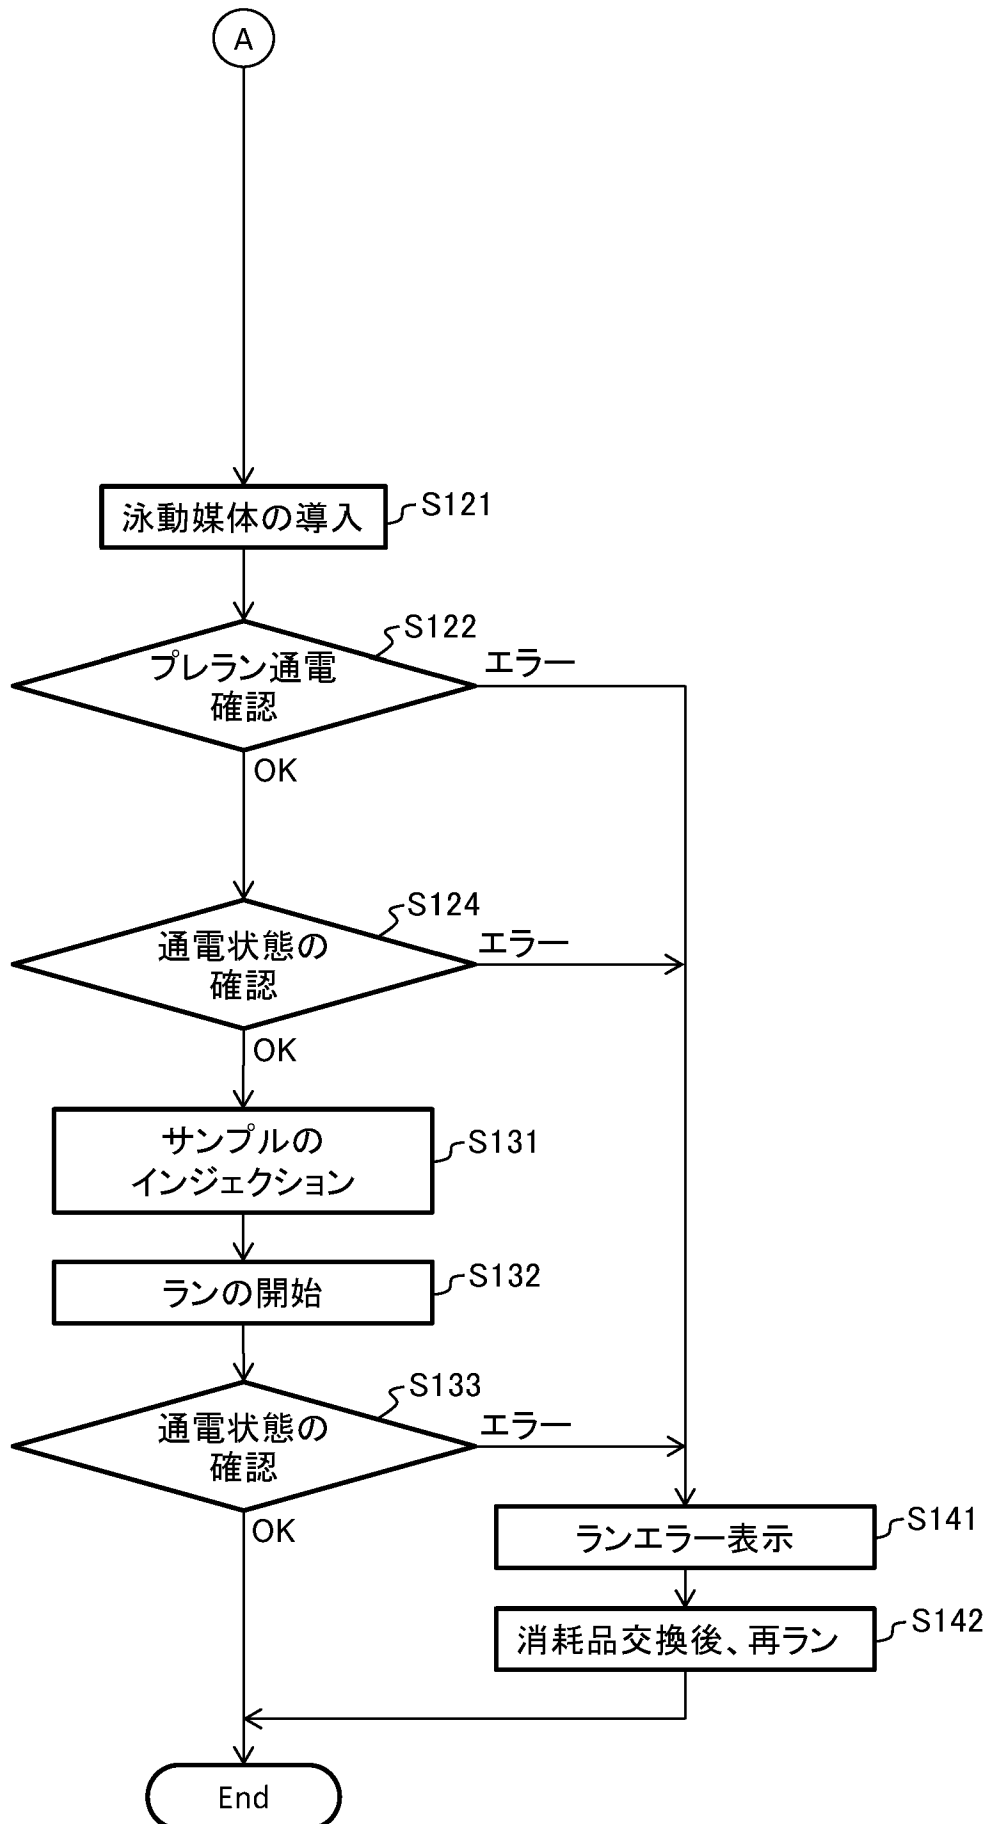 A
泳動媒体の導入
S121
S122
プレラン通電
確認
エラー
OK
S124
通電状態の
確認
エラー
OK
サンプルの
インジェクション
S131
ランの開始
S132
S133
通電状態の
確認
エラー
OK
ランエラー表示
S141
消耗品交換後、再ラン
S142
End